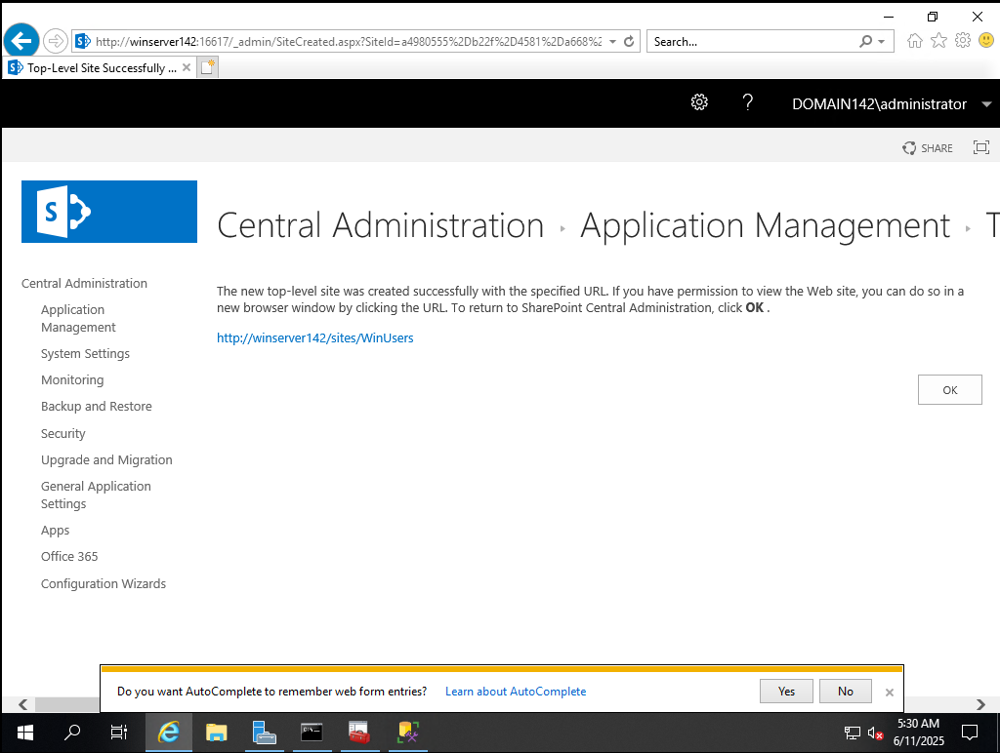 http://winserver142:16617/_admin/SiteCreated.aspx?SiteId=a4980555%2Db22f%2D4581%2Da668%2
Search...
Top-Level Site Successfully ...
DOMAIN142\administrator
SHARE
S
Central Administration
Application Management
T
Central Administration
Application
Management
System Settings
Monitoring
Backup and Restore
Security
Upgrade and Migration
General Application
Settings
Apps
Office 365
Configuration Wizards
The new top-level site was created successfully with the specified URL. If you have permission to view the Web site, you can do so in a
new browser window by clicking the URL. To return to SharePoint Central Administration, click OK .
http://winserver142/sites/WinUsers
OK
Do you want AutoComplete to remember web form entries?
Learn about AutoComplete
Yes
No
5:30 AM
6/11/2025